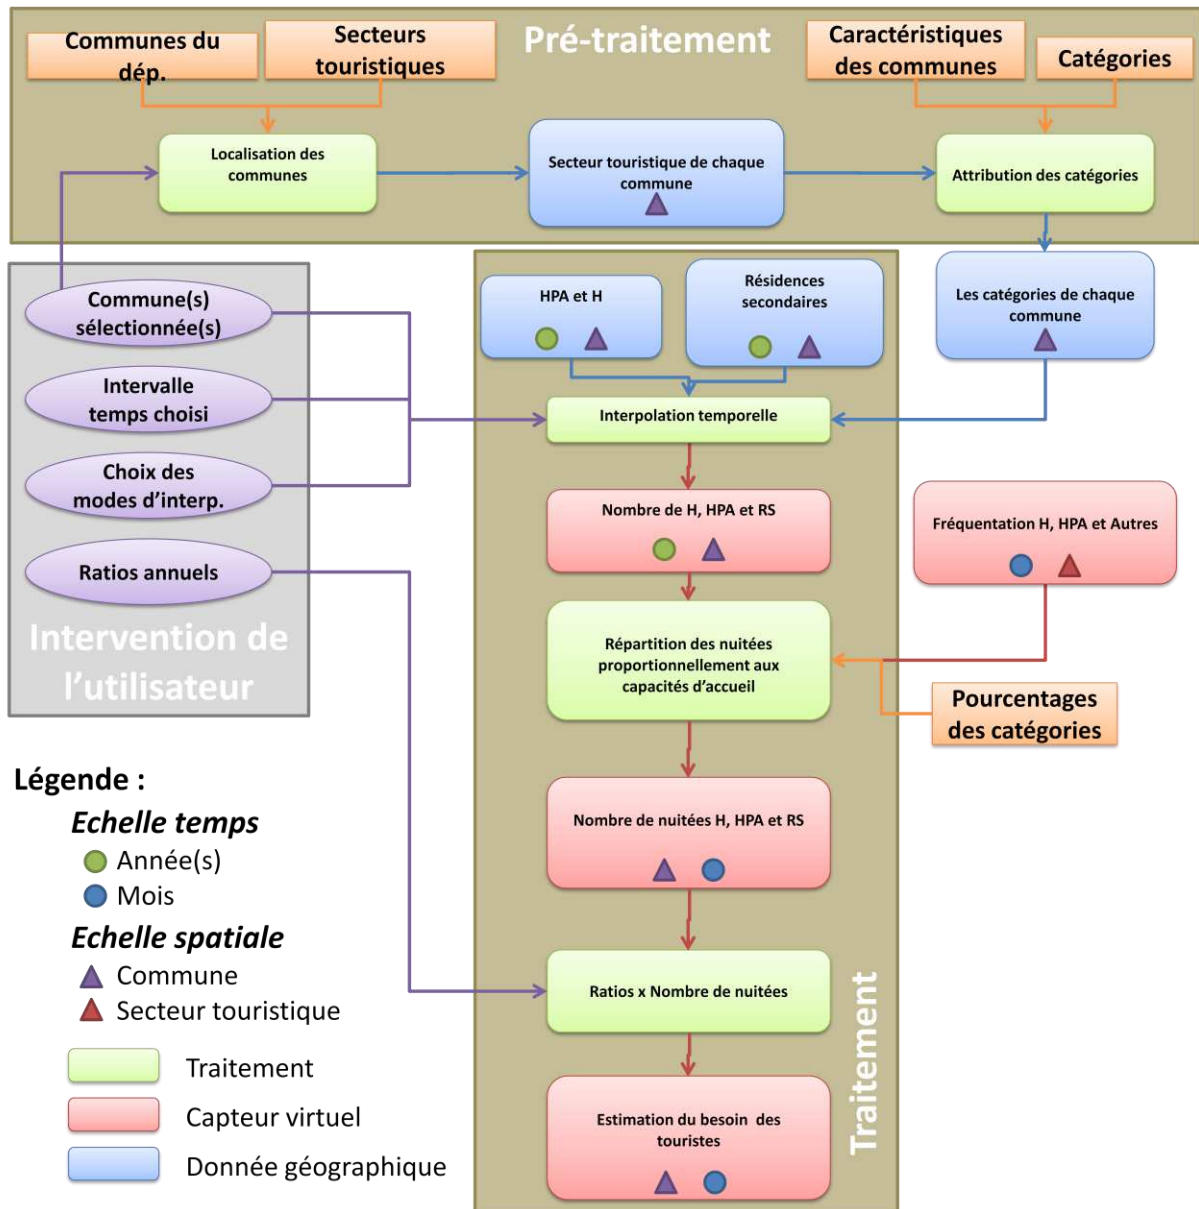 Pré-traitement
Communes du
dép.
Secteurs
touristiques
Caractéristiques
des communes
Catégories
Localisation des
communes
Secteur touristique de chaque
commune
Attribution des catégories
Commune(s)
sélectionnée(s)
Intervalle
temps choisi
Choix des
modes d’interp.
Ratios annuels
Intervention de
l’utilisateur
HPA et H
Résidences
secondaires
Les catégories de chaque
commune
Interpolation temporelle
Nombre de H, HPA et RS
Fréquentation H, HPA et Autres
Répartition des nuitées
proportionnellement aux
capacités d’accueil
Pourcentages
des catégories
Nombre de nuitées H, HPA et RS
Ratios x Nombre de nuitées
Estimation du besoin des
touristes
Traitement
Légende :
Echelle temps
Année(s)
Mois
Echelle spatiale
Commune
Secteur touristique
Traitement
Capteur virtuel
Donnée géographique